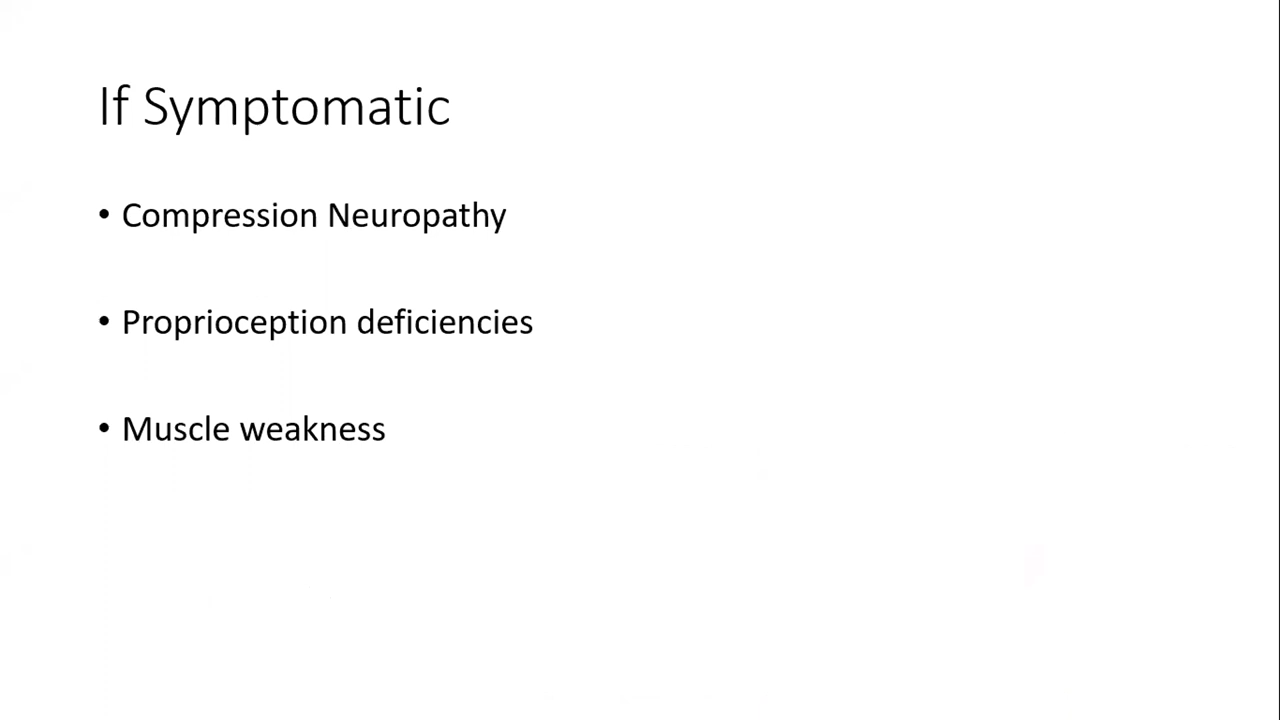 If Symptomatic
• Compression Neuropathy
• Proprioception deficiencies
• Muscle weakness